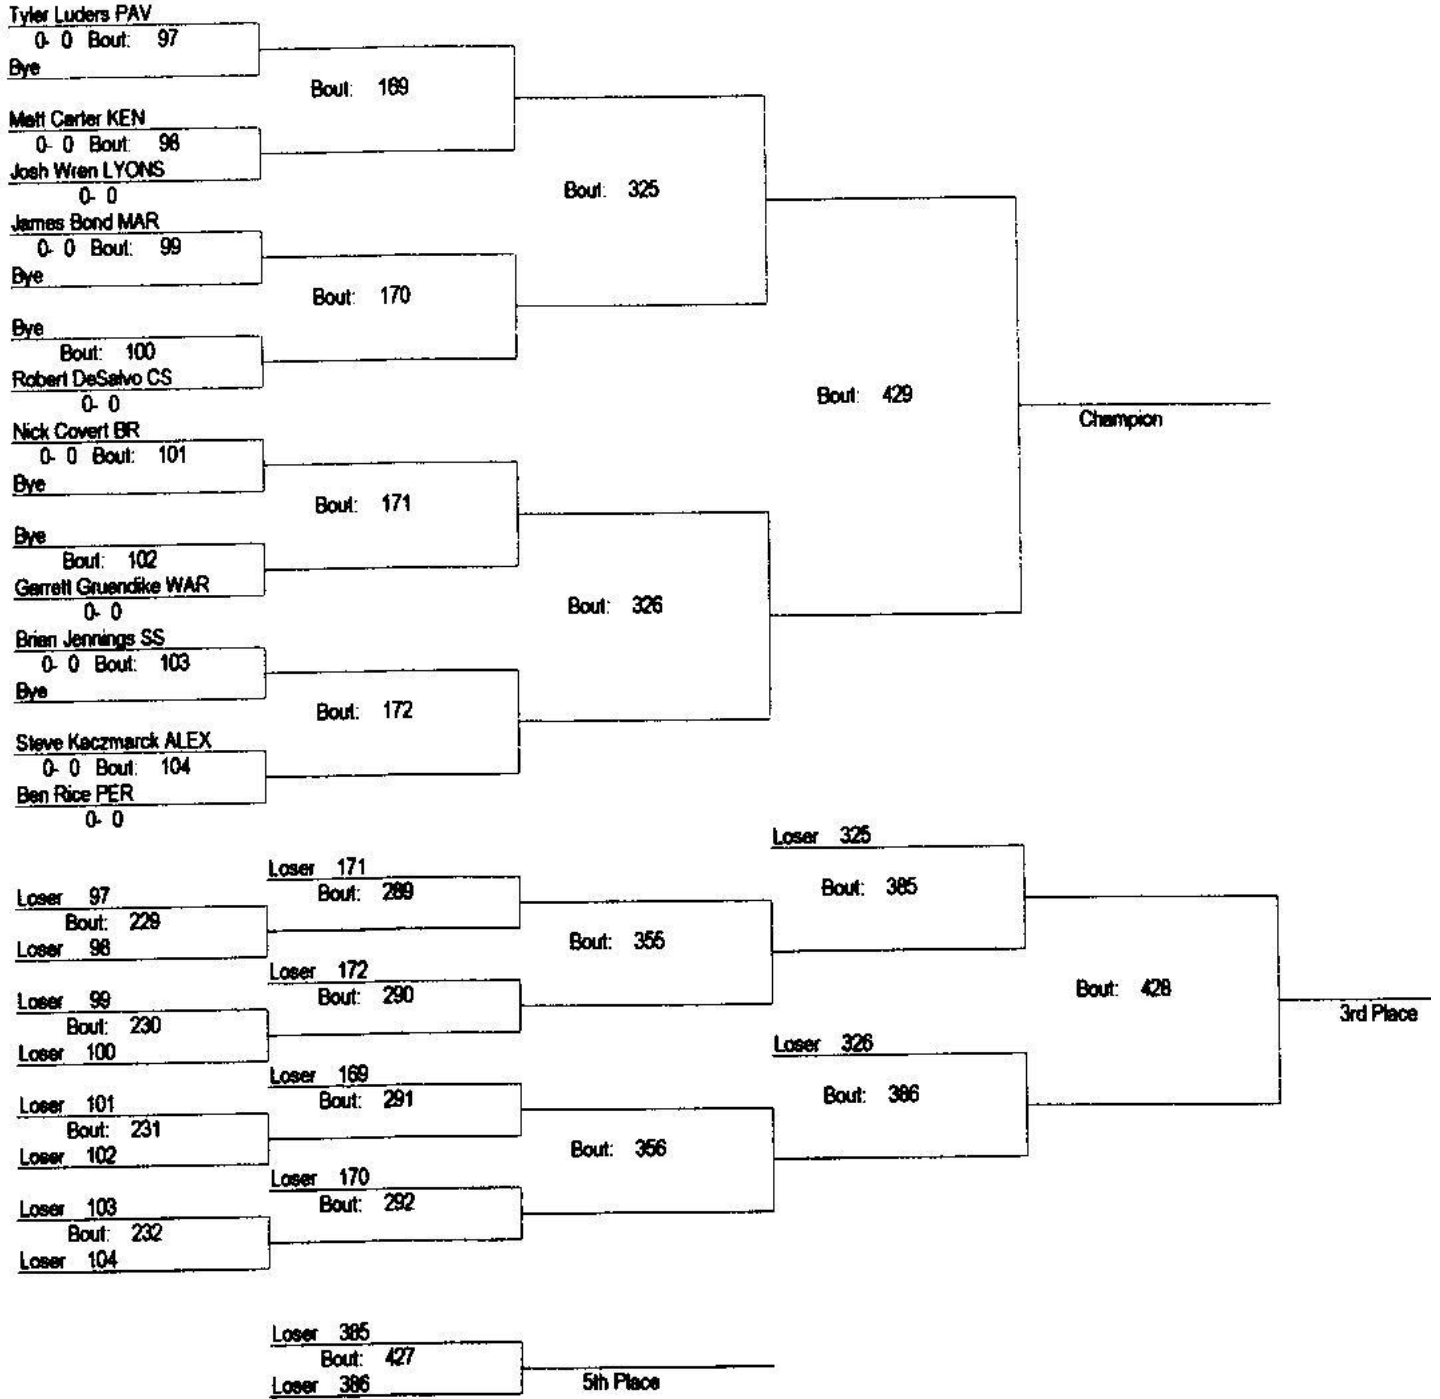 Tyler Luders PAV
0- 0 Bout: 97
Bye
Bout: 169
Matt Carter KEN
0- 0 Bout: 98
Josh Wren LYONS
0- 0
Bout: 325
James Bond MAR
0- 0 Bout: 99
Bye
Bout: 170
Bye
Bout: 100
Robert DeSalvo CS
0- 0
Bout: 429
Champion
Nick Covert BR
0- 0 Bout: 101
Bye
Bout: 171
Bye
Bout: 102
Garrett Gruendike WAR
0- 0
Bout: 326
Brian Jennings SS
0- 0 Bout: 103
Bye
Bout: 172
Steve Kaczmarck ALEX
0- 0 Bout: 104
Ben Rice PER
0- 0
Loser 325
Bout: 385
Loser 171
Bout: 289
Loser 97
Bout: 229
Loser 98
Bout: 355
Loser 172
Bout: 290
Loser 99
Bout: 230
Loser 100
Bout: 428
3rd Place
Loser 326
Bout: 386
Loser 169
Bout: 291
Loser 101
Bout: 231
Loser 102
Bout: 356
Loser 170
Bout: 292
Loser 103
Bout: 232
Loser 104
Loser 385
Bout: 427
Loser 386
5th Place